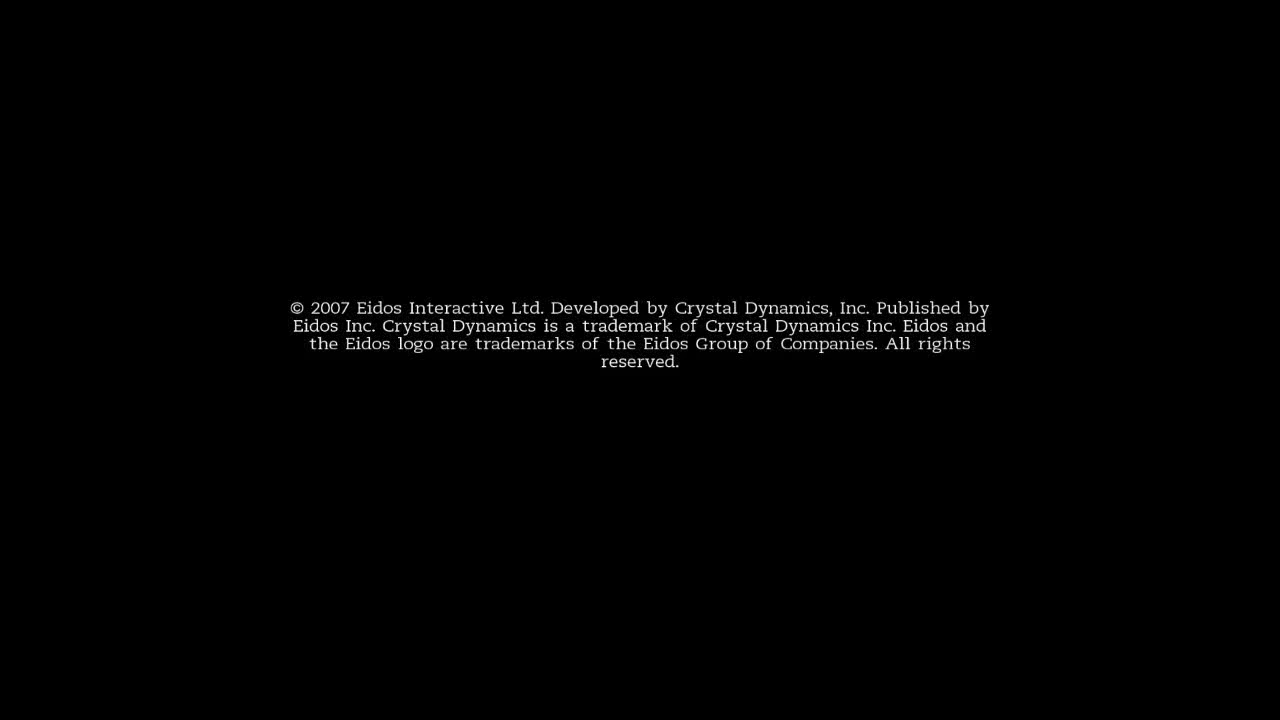 © 2007 Eidos Interactive Ltd. Developed by Crystal Dynamics, Inc. Published by
Eidos Inc. Crystal Dynamics is a trademark of Crystal Dynamics Inc. Eidos and
the Eidos logo are trademarks of the Eidos Group of Companies. All rights
reserved.